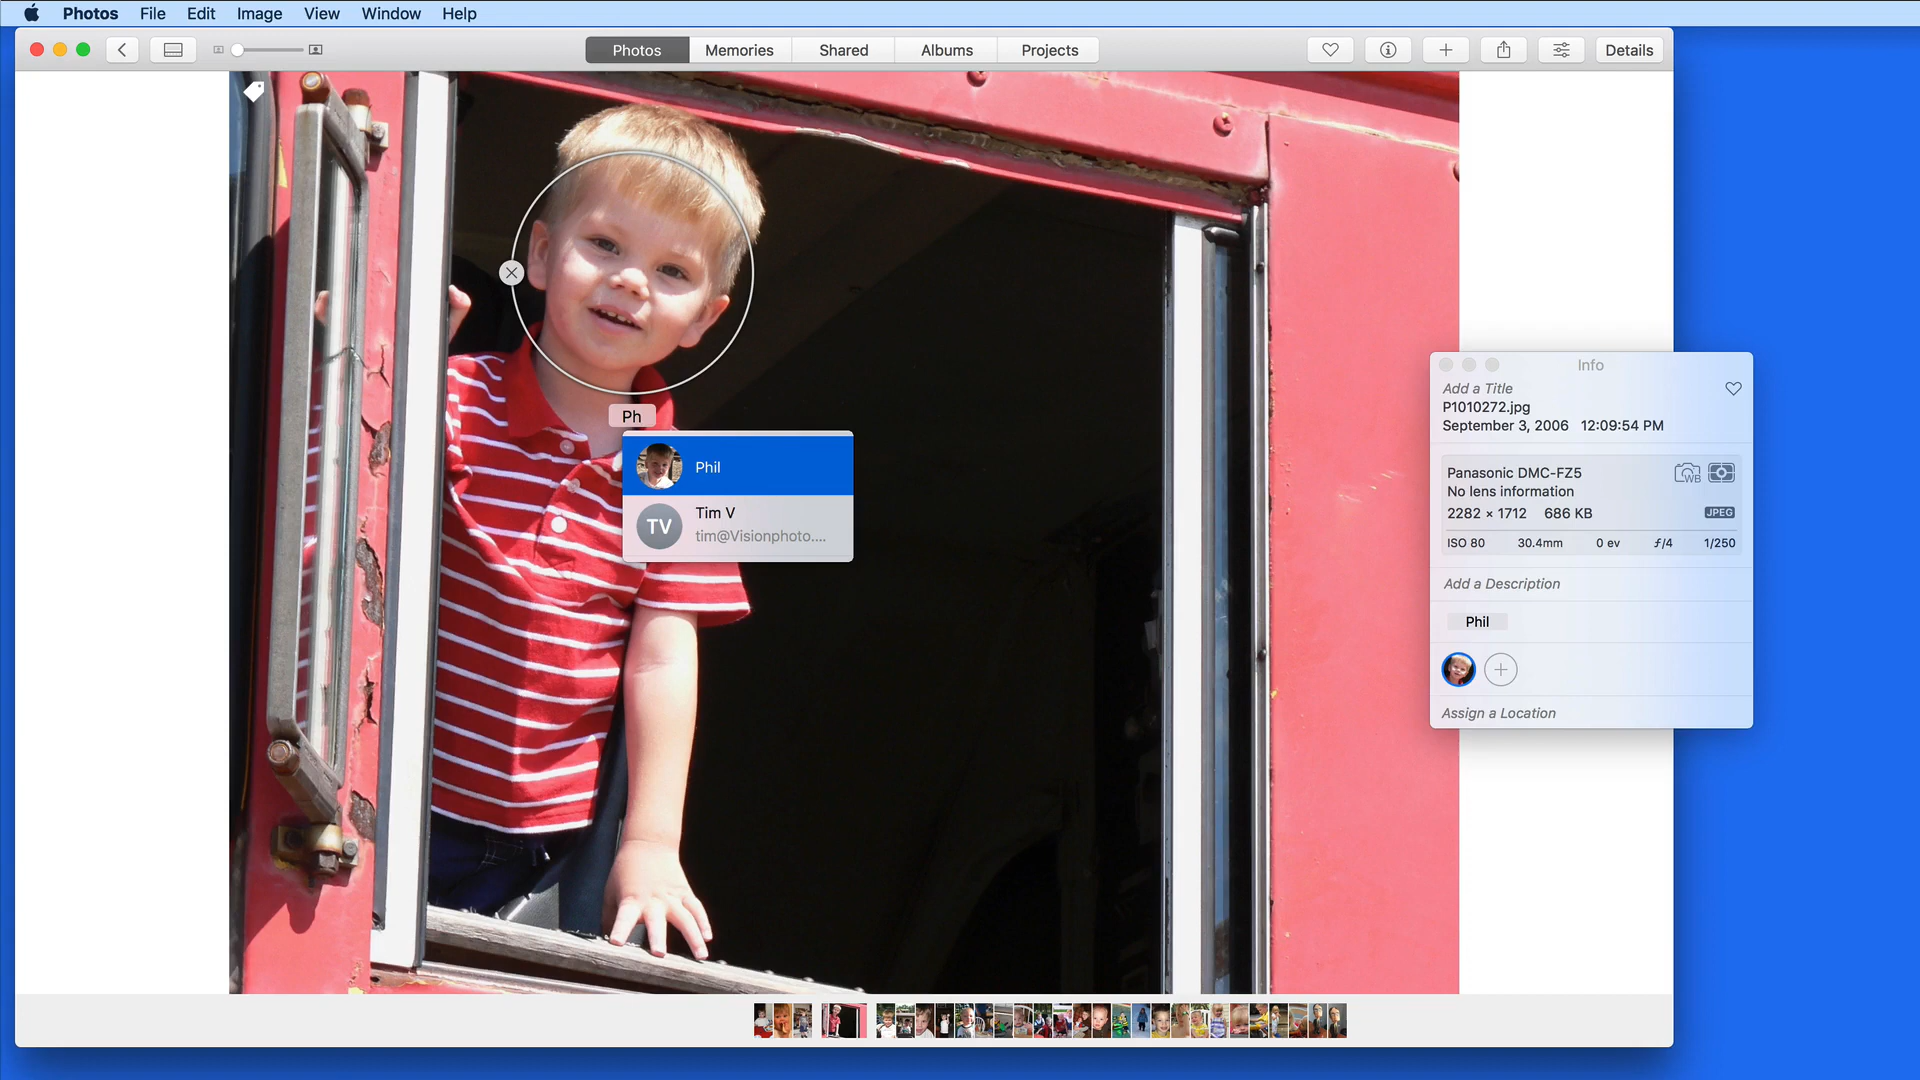 Photos File Edit Image View Window Help
Photos Memories Shared Albums Projects Details
Ph
Phil
TV Tim V
tim@Visionphoto....
Info
Add a Title
P1010272.jpg
September 3, 2006 12:09:54 PM
Panasonic DMC-FZ5 WB
No lens information
2282 × 1712 686 KB JPEG
ISO 80 30.4mm 0 ev ƒ/4 1/250
Add a Description
Phil
Assign a Location